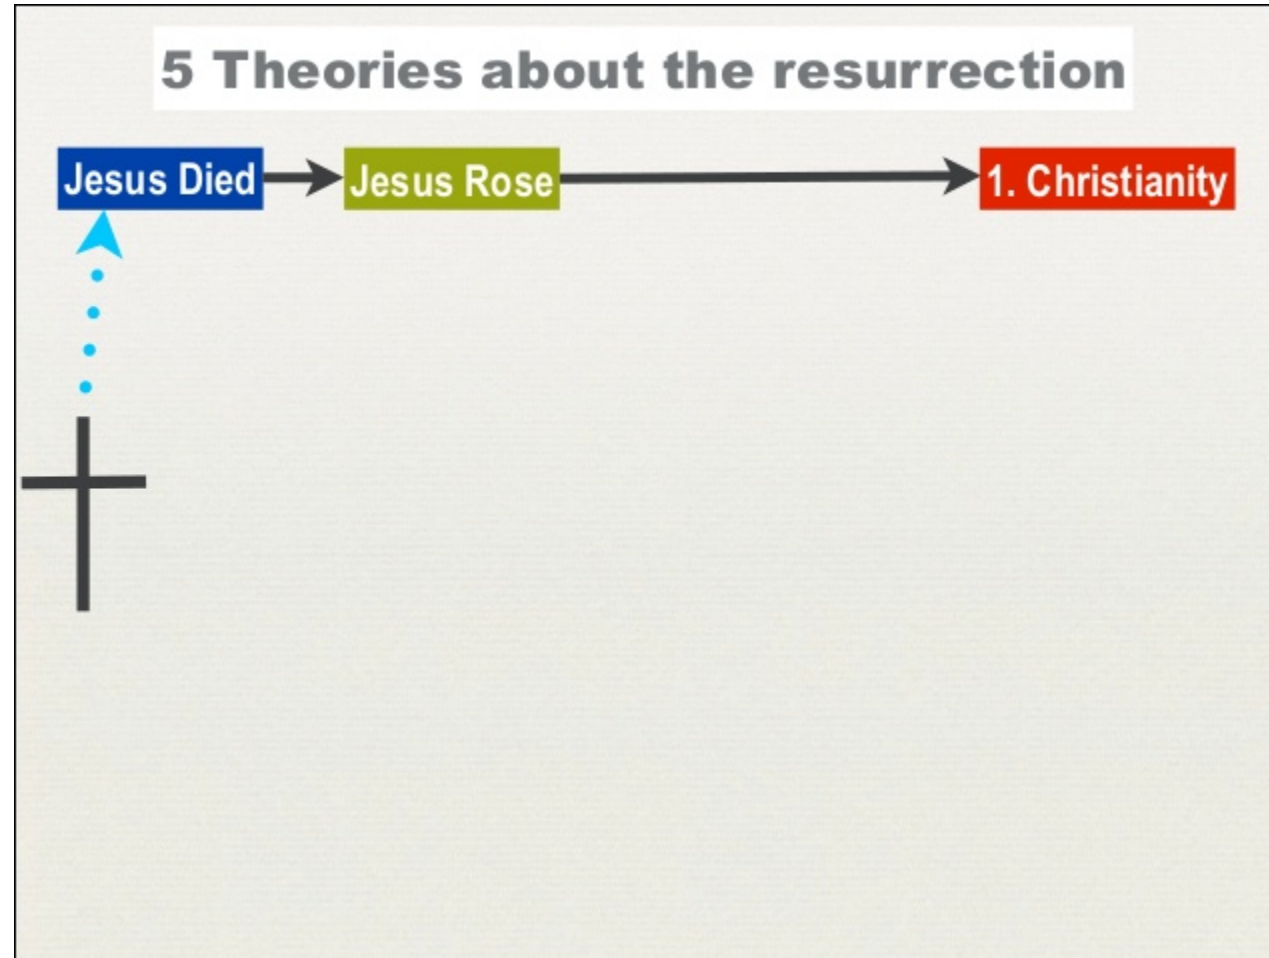 5 Theories about the resurrection
Jesus Died
Jesus Rose
1. Christianity